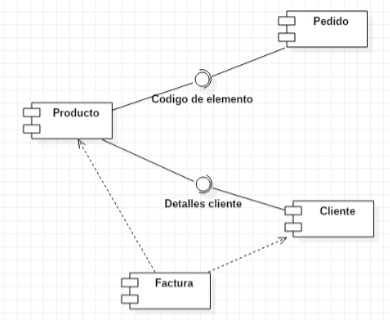 Pedido
Codigo de elemento
Producto
Detalles cliente
Cliente
Factura